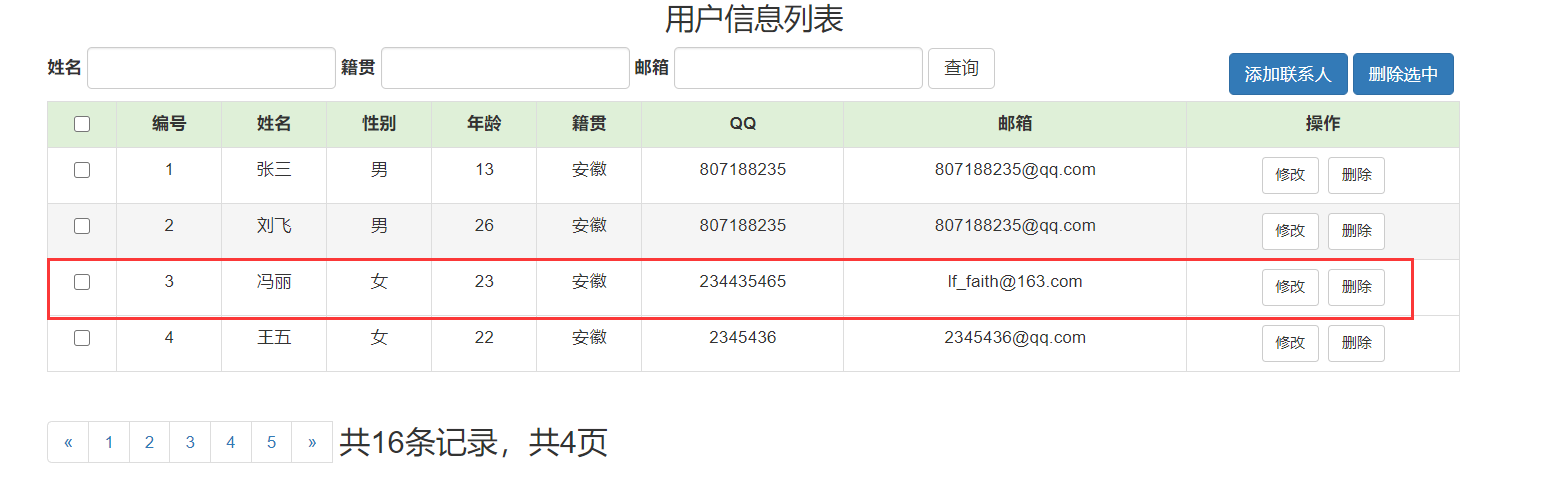 用户信息列表
姓名 籍贯 邮箱 查询 添加联系人 删除选中
编号 姓名 性别 年龄 籍贯 QQ 邮箱 操作
1 张三 男 13 安徽 807188235 807188235@qq.com 修改 删除
2 刘飞 男 26 安徽 807188235 807188235@qq.com 修改 删除
3 冯丽 女 23 安徽 234435465 lf_faith@163.com 修改 删除
4 王五 女 22 安徽 2345436 2345436@qq.com 修改 删除
« 1 2 3 4 5 » 共16条记录，共4页